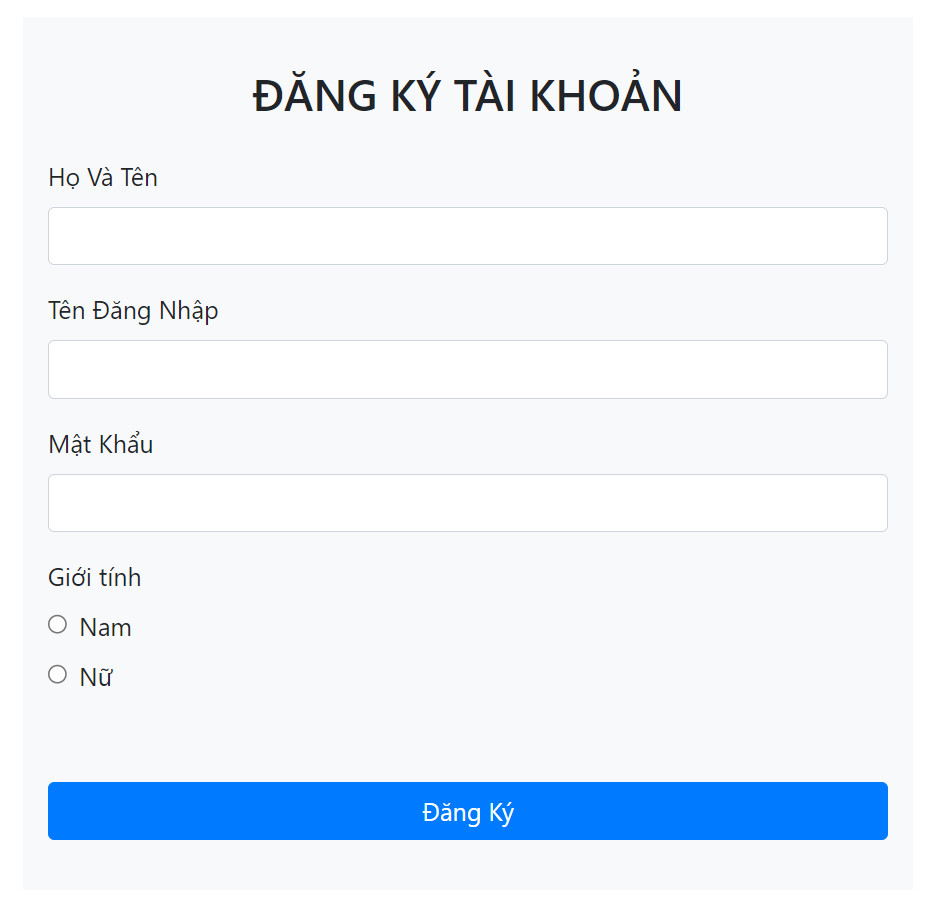 ĐĂNG KÝ TÀI KHOẢN
Họ Và Tên
Tên Đăng Nhập
Mật Khẩu
Giới tính
Nam
Nữ
Đăng Ký